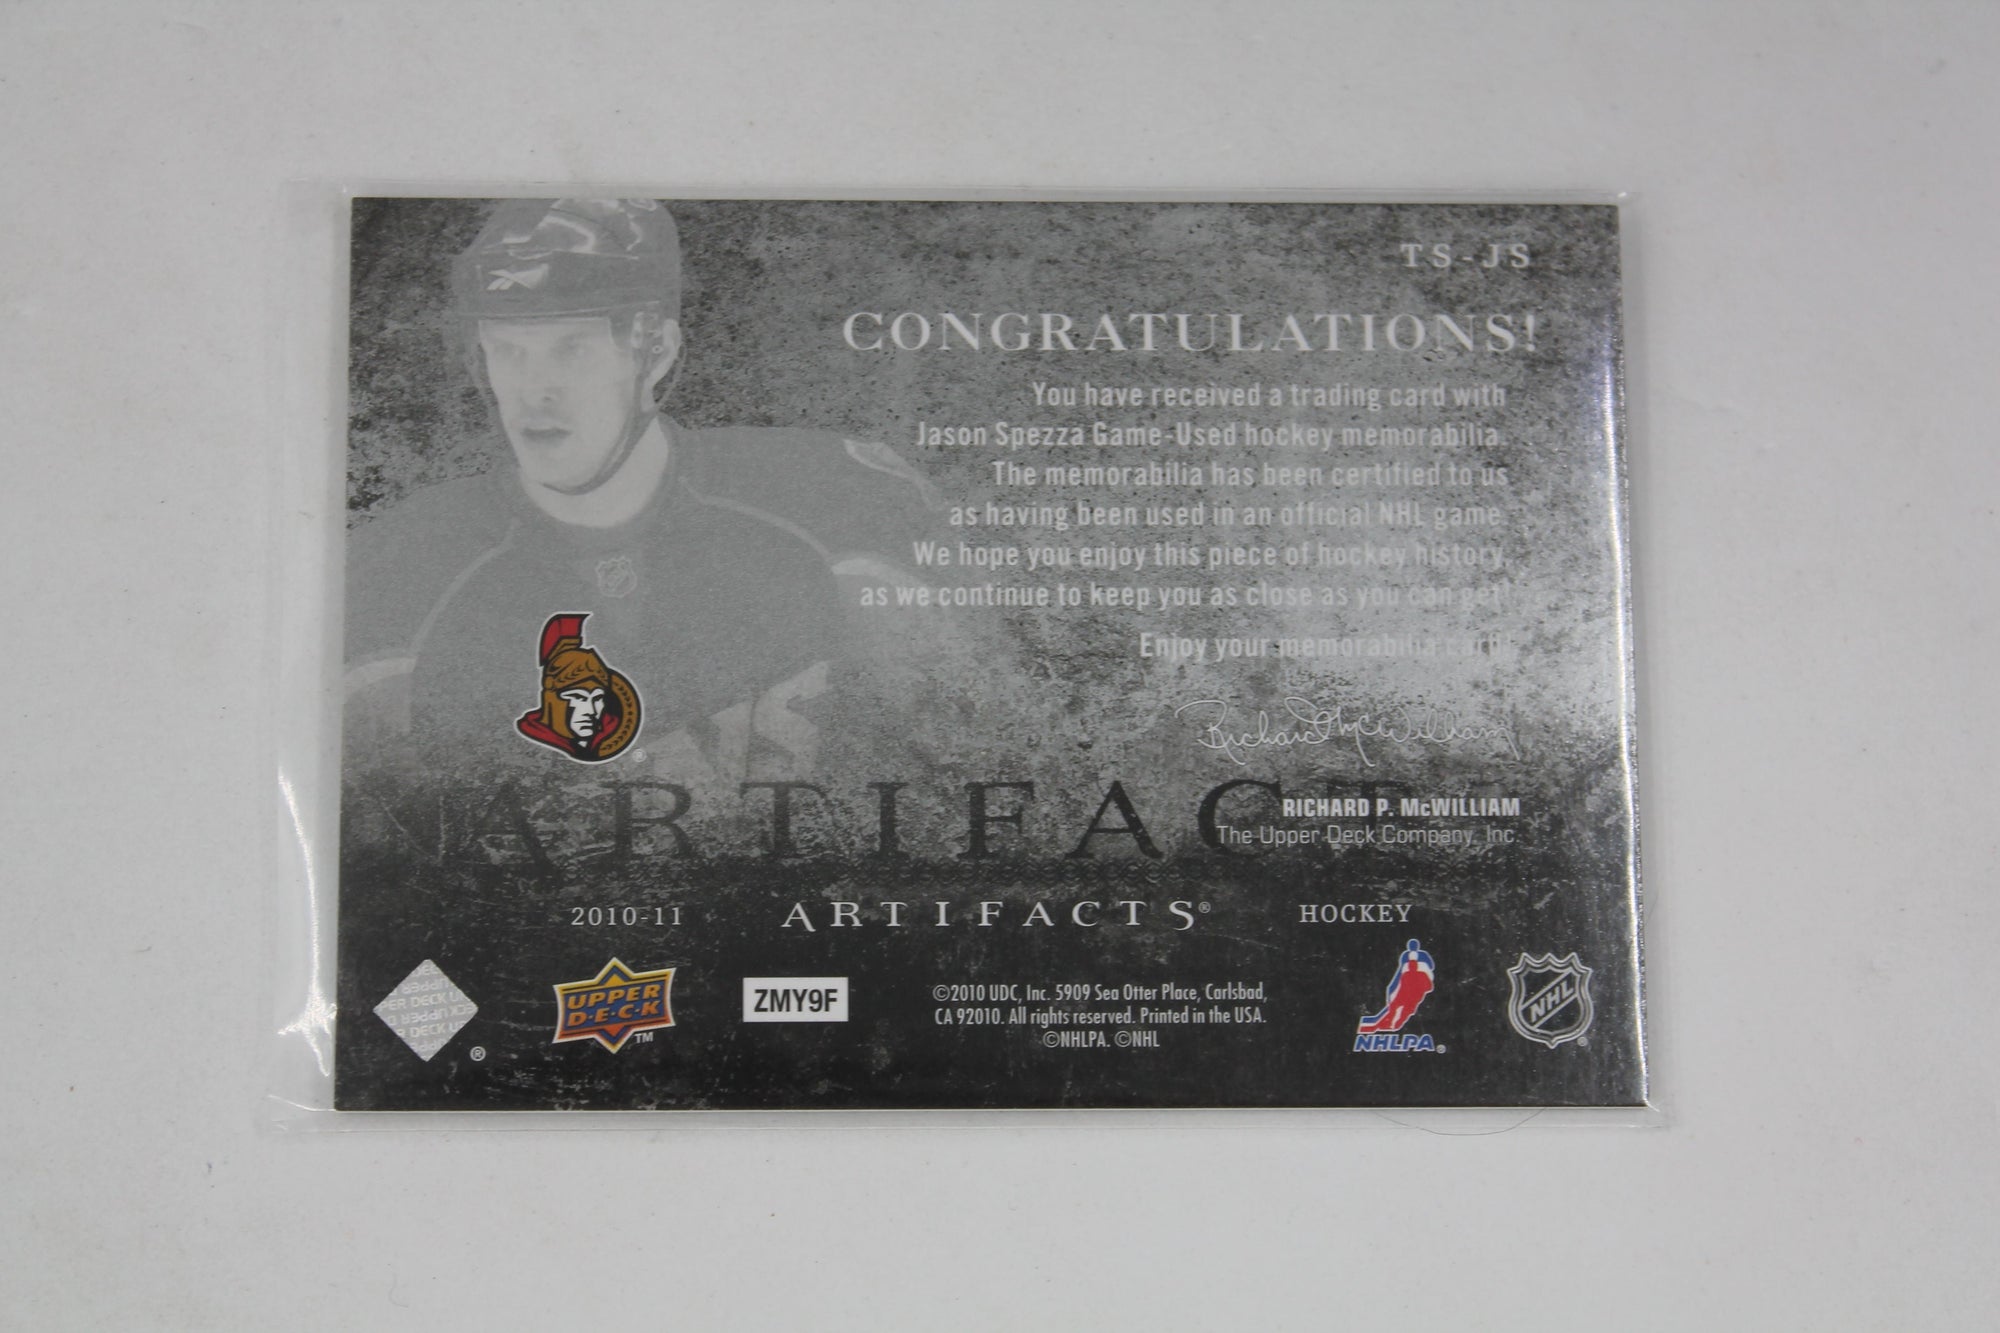 TS-JS
CONGRATULATIONS!
You have received a trading card with
Jason Spezza Game-Used hockey memorabilia.
The memorabilia has been certified to us
as having been used in an official NHL game.
We hope you enjoy this piece of hockey history,
as we continue to keep you as close as you can get!
Enjoy your memorabilia card!
Richard McWilliam
ARTIFACT
RICHARD P. McWILLIAM
The Upper Deck Company, Inc.
2010-11 ARTIFACTS® HOCKEY
UPPER
D·E·C·K
TM
®
ZMY9F
©2010 UDC, Inc. 5909 Sea Otter Place, Carlsbad,
CA 92010. All rights reserved. Printed in the USA.
©NHLPA. ©NHL
NHLPA®
NHL